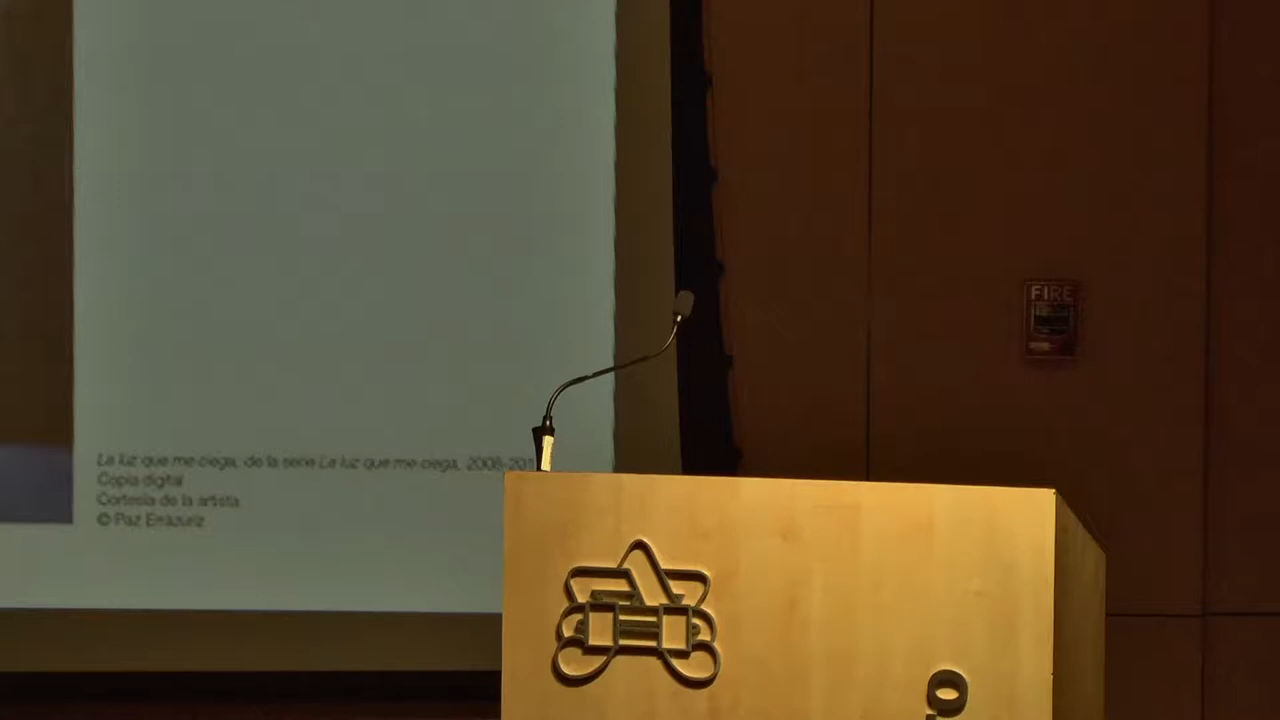 La luz que me ciega, de la serie La luz que me ciega, 2008-201
Copia digital
Cortesía de la artista
© Paz Errázuriz
FIRE